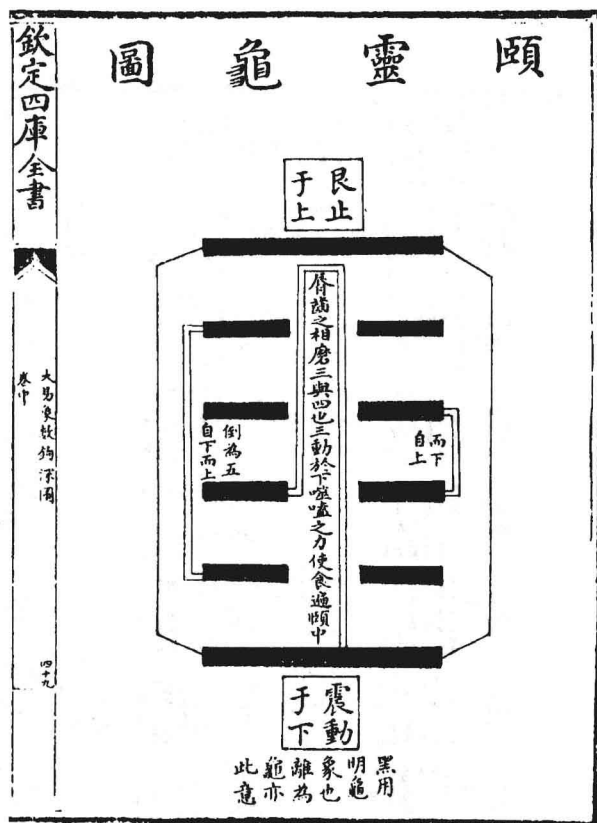 頤靈龜圖
艮止
于上
脣齒之相磨三與四也三動於下噬嗑之力使食遍頤中
自上
而下
自下而上
倒為五
震動
于下
黑用
明龜
象也
離為
龜亦
此意
欽定四庫全書
大易象數鉤深圖
卷中
四十九